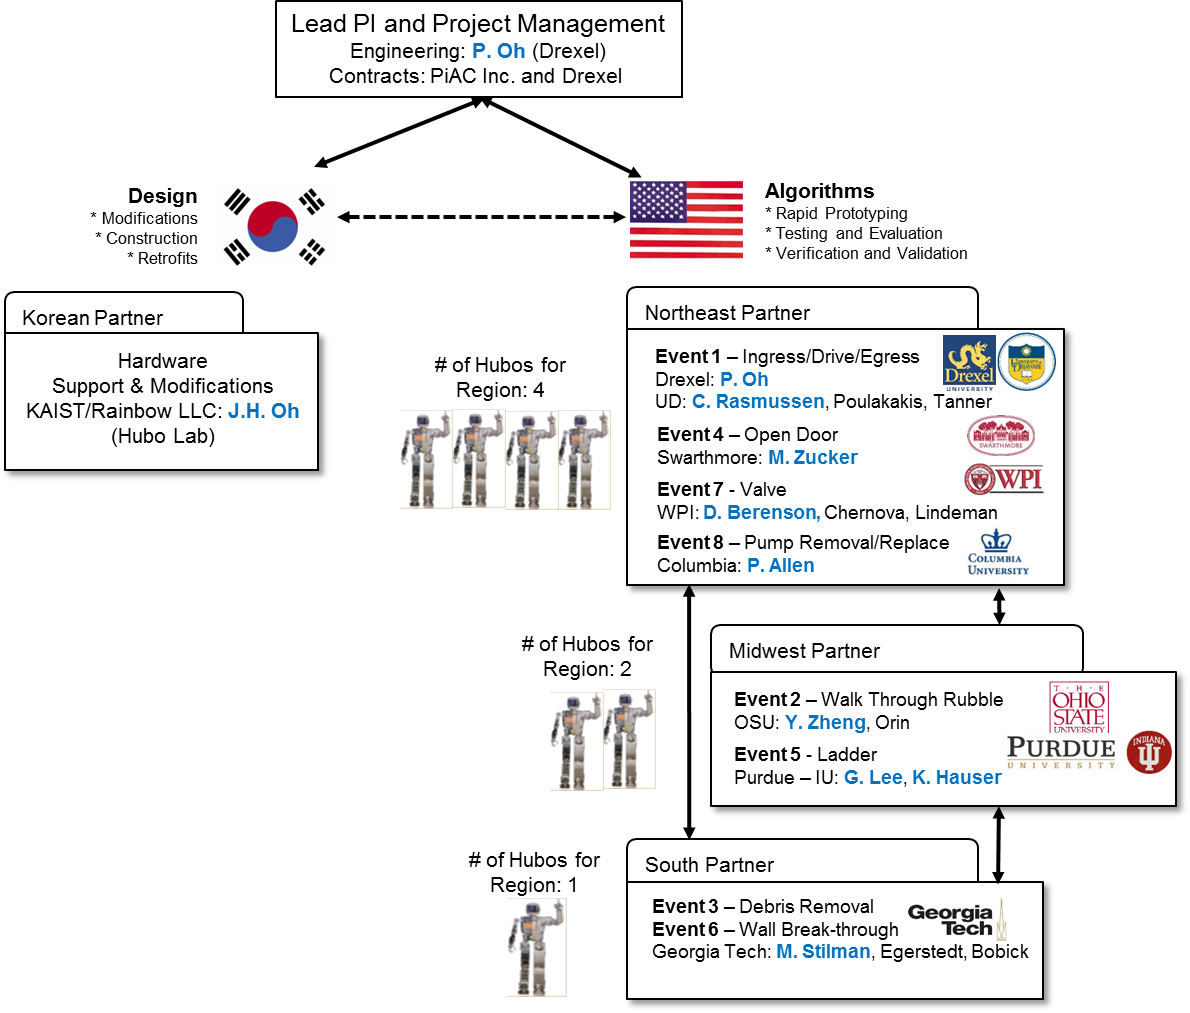 Lead PI and Project Management
Engineering: P. Oh (Drexel)
Contracts: PiAC Inc. and Drexel
Design
* Modifications
* Construction
* Retrofits
Algorithms
* Rapid Prototyping
* Testing and Evaluation
* Verification and Validation
Korean Partner
Hardware
Support & Modifications
KAIST/Rainbow LLC: J.H. Oh
(Hubo Lab)
# of Hubos for
Region: 4
Northeast Partner
Event 1 – Ingress/Drive/Egress
Drexel: P. Oh
UD: C. Rasmussen, Poulakakis, Tanner
Drexel
UNIVERSITY
UNIVERSITY OF
DELAWARE
Event 4 – Open Door
Swarthmore: M. Zucker
SWARTHMORE
Event 7 - Valve
WPI: D. Berenson, Chernova, Lindeman
WPI
Event 8 – Pump Removal/Replace
Columbia: P. Allen
COLUMBIA
UNIVERSITY
# of Hubos for
Region: 2
Midwest Partner
Event 2 – Walk Through Rubble
OSU: Y. Zheng, Orin
THE
OHIO
STATE
UNIVERSITY
Event 5 - Ladder
Purdue – IU: G. Lee, K. Hauser
PURDUE
UNIVERSITY
INDIANA
# of Hubos for
Region: 1
South Partner
Event 3 – Debris Removal
Event 6 – Wall Break-through
Georgia Tech: M. Stilman, Egerstedt, Bobick
Georgia
Tech